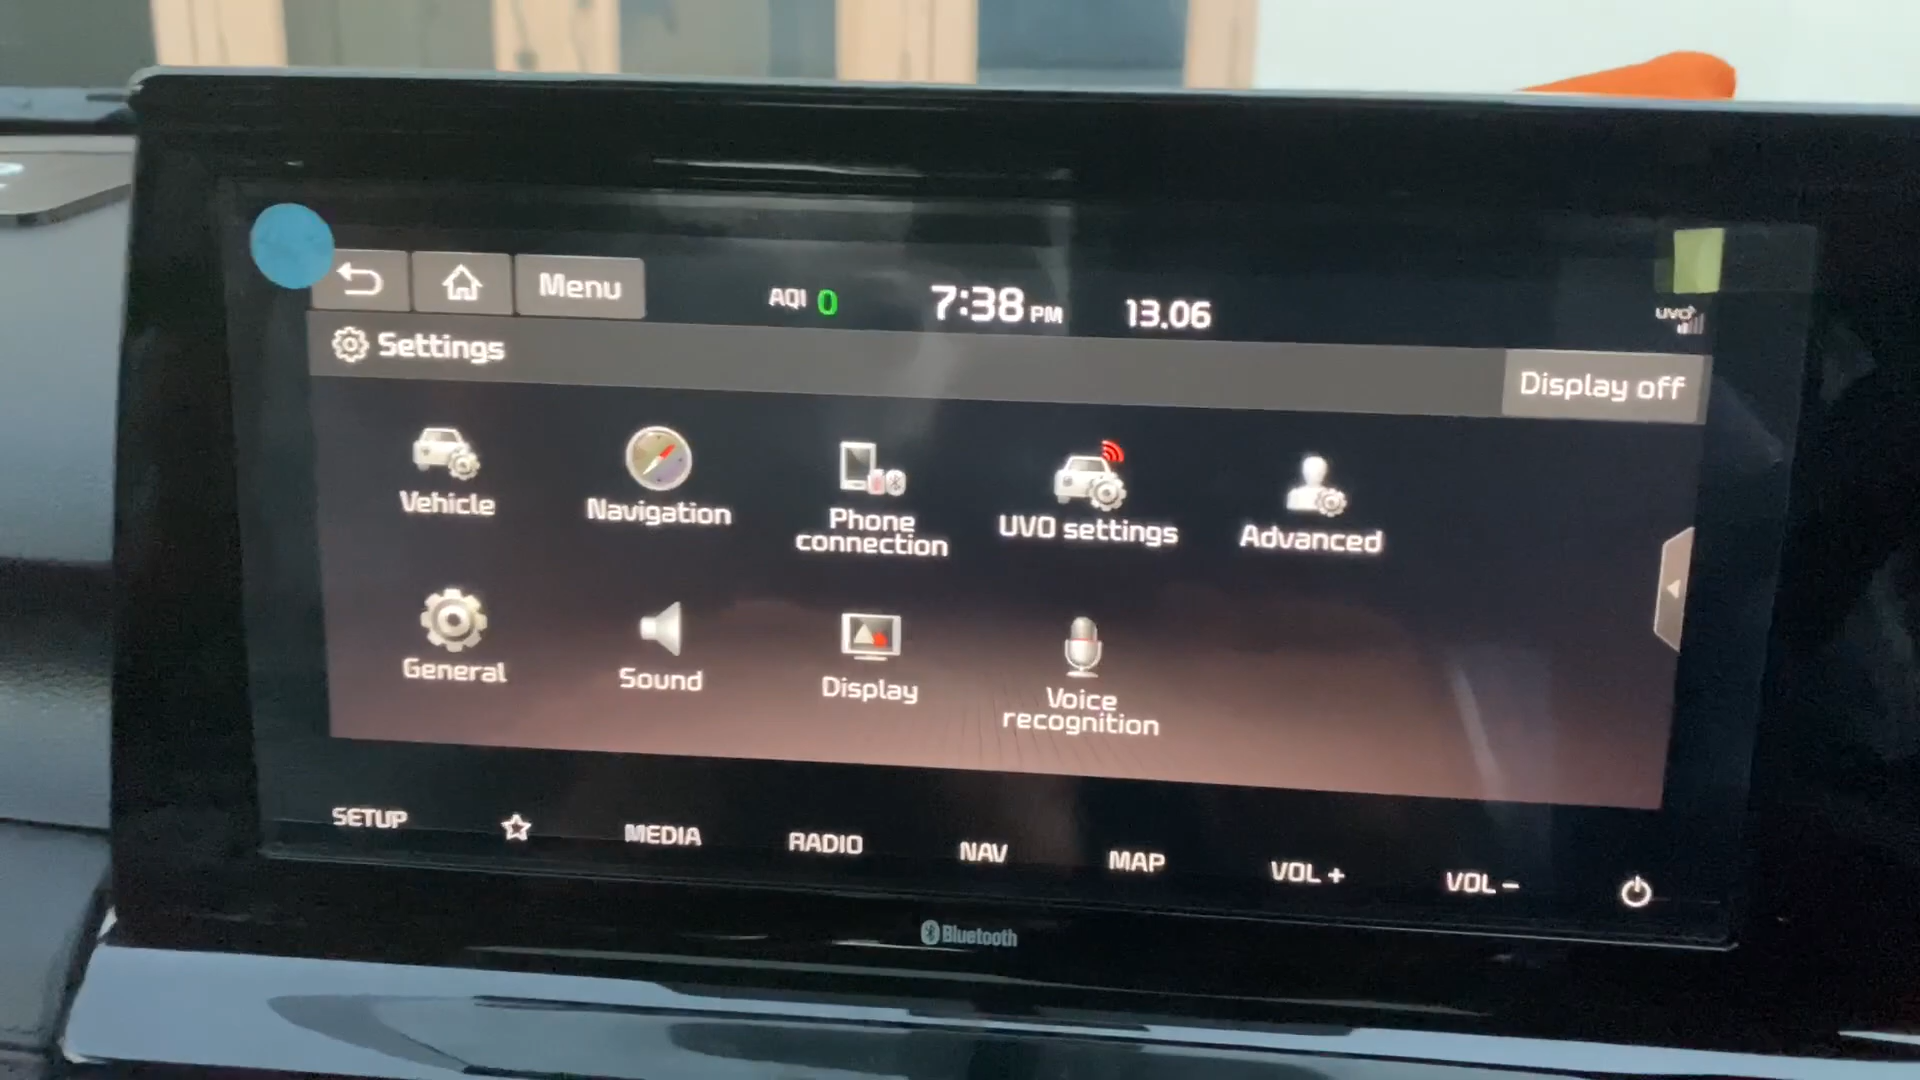 Menu
AQI 0
7:38 PM
13.06
UVO
Settings
Display off
Vehicle
Navigation
Phone
connection
UVO settings
Advanced
General
Sound
Display
Voice
recognition
SETUP
MEDIA
RADIO
NAV
MAP
VOL +
VOL −
Bluetooth